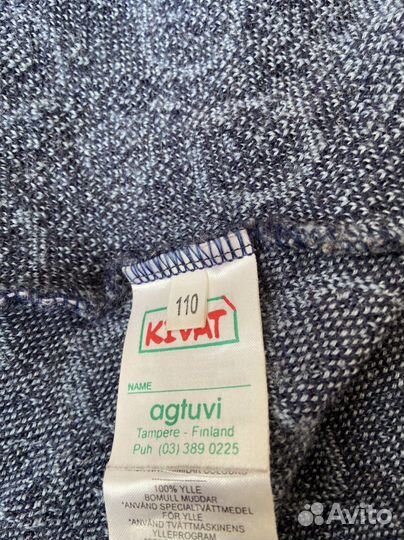 110
KIVAT
NAME
agtuvi
Tampere - Finland
Puh (03) 389 0225
100% YLLE
BOMULL MUDDAR
*ANVÄND SPECIALTVÄTTMEDEL
FÖR YLLE
*ANVÄND TVÄTTMASKINENS
YLLEPROGRAM
Avito